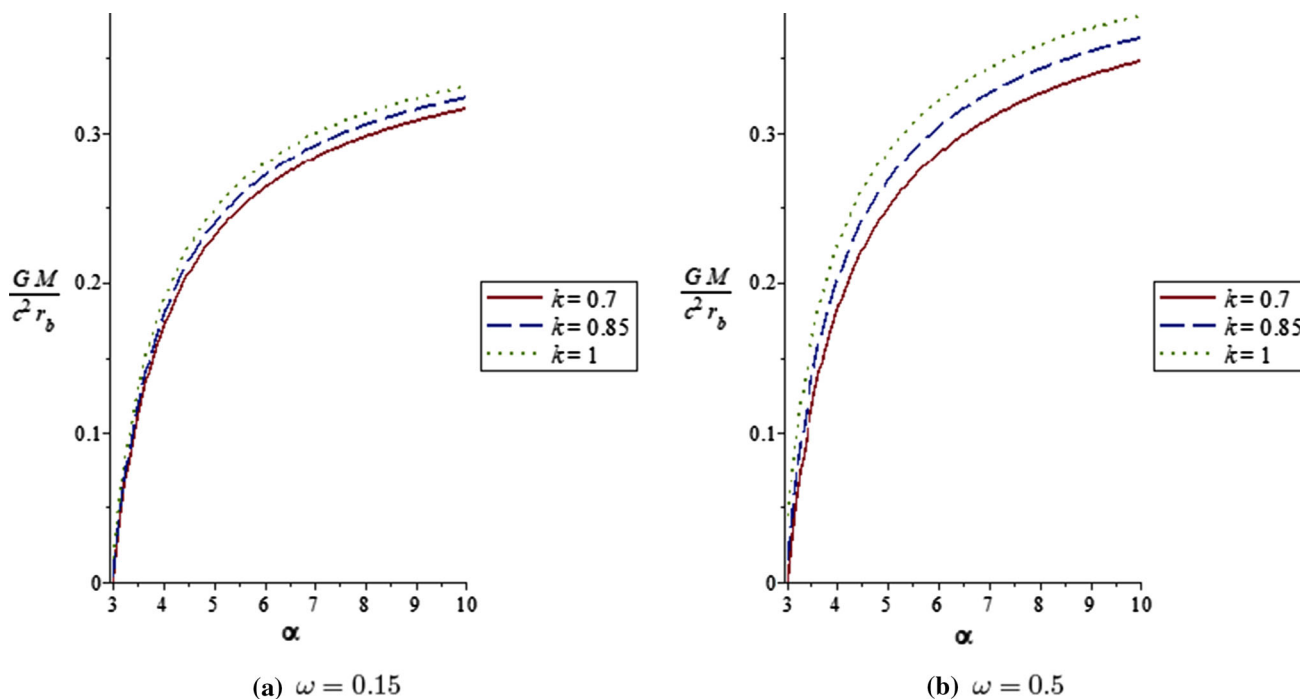 0.3
0.2
0.1
0
G M
c² r_b
3 4 5 6 7 8 9 10
α
k = 0.7
k = 0.85
k = 1
(a) ω = 0.15
0.3
0.2
0.1
0
G M
c² r_b
3 4 5 6 7 8 9 10
α
k = 0.7
k = 0.85
k = 1
(b) ω = 0.5